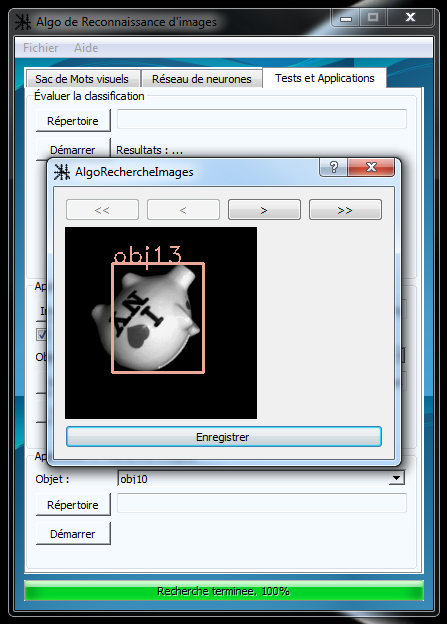 Algo de Reconnaissance d'images
Fichier Aide
Sac de Mots visuels Réseau de neurones Tests et Applications
Évaluer la classification
Répertoire
Démarrer Resultats : ...
AlgoRechercheImages
<< < > >>
obj13
I
NY
Enregistrer
Objet : obj10
Répertoire
Démarrer
Recherche terminee. 100%